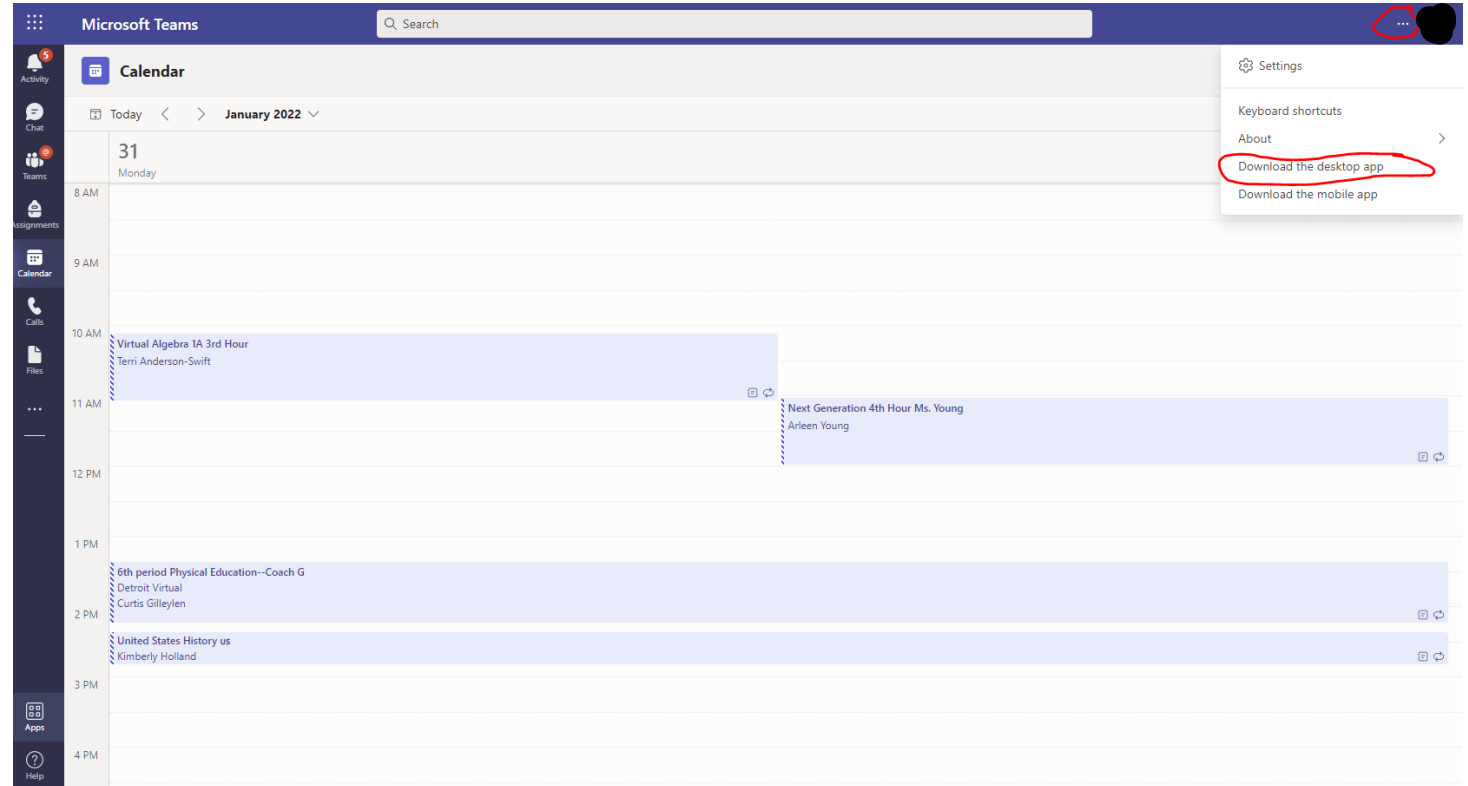 Microsoft Teams
Search
...
5
Activity
Chat
@
Teams
Assignments
Calendar
Calls
Files
...
Apps
?
Help
Calendar
Today
January 2022
31
Monday
8 AM
9 AM
10 AM
11 AM
12 PM
1 PM
2 PM
3 PM
4 PM
Virtual Algebra 1A 3rd Hour
Terri Anderson-Swift
Next Generation 4th Hour Ms. Young
Arleen Young
6th period Physical Education--Coach G
Detroit Virtual
Curtis Gilleylen
United States History us
Kimberly Holland
Settings
Keyboard shortcuts
About
Download the desktop app
Download the mobile app